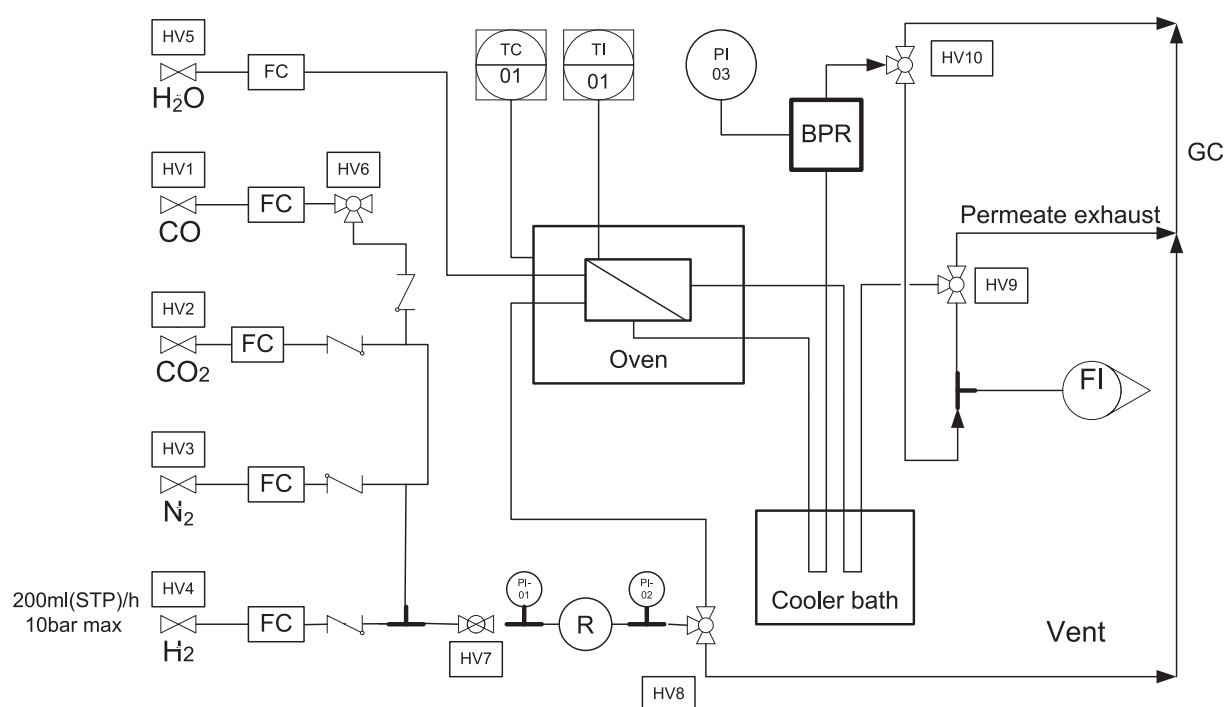 HV5
FC
H₂O
TC
01
TI
01
PI
03
BPR
HV10
GC
HV1
FC
CO
HV6
Permeate exhaust
HV9
HV2
FC
CO₂
Oven
FI
HV3
FC
N₂
200ml(STP)/h
10bar max
HV4
FC
H₂
PI-
01
R
PI-
02
HV7
HV8
Cooler bath
Vent